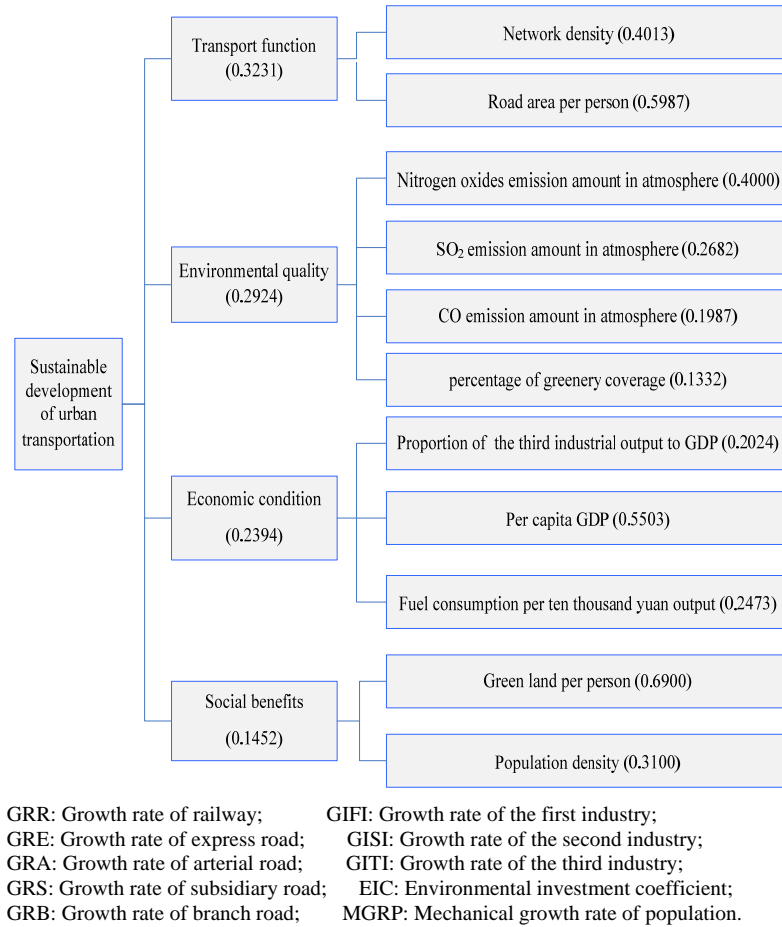 Transport function
(0.3231)
Network density (0.4013)
Road area per person (0.5987)
Environmental quality
(0.2924)
Nitrogen oxides emission amount in atmosphere (0.4000)
SO₂ emission amount in atmosphere (0.2682)
CO emission amount in atmosphere (0.1987)
percentage of greenery coverage (0.1332)
Sustainable
development
of urban
transportation
Economic condition
(0.2394)
Proportion of the third industrial output to GDP (0.2024)
Per capita GDP (0.5503)
Fuel consumption per ten thousand yuan output (0.2473)
Social benefits
(0.1452)
Green land per person (0.6900)
Population density (0.3100)
GRR: Growth rate of railway; GIFI: Growth rate of the first industry;
GRE: Growth rate of express road; GISI: Growth rate of the second industry;
GRA: Growth rate of arterial road; GITI: Growth rate of the third industry;
GRS: Growth rate of subsidiary road; EIC: Environmental investment coefficient;
GRB: Growth rate of branch road; MGRP: Mechanical growth rate of population.